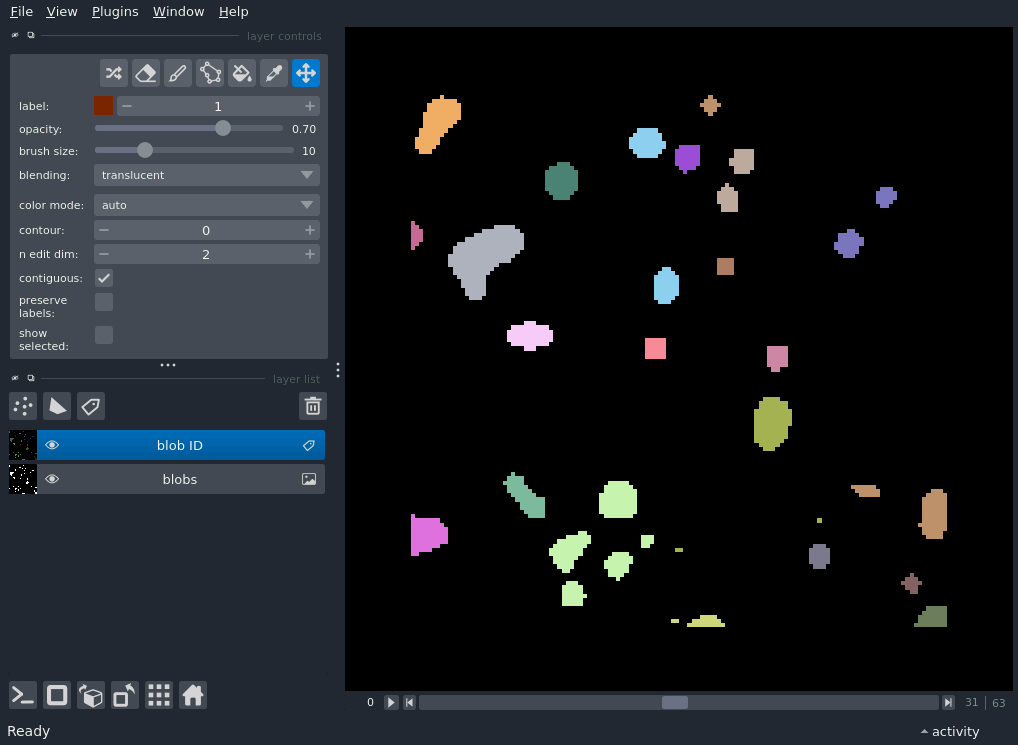 File View Plugins Window Help
layer controls
label: 1
opacity: 0.70
brush size: 10
blending: translucent
color mode: auto
contour: 0
n edit dim: 2
contiguous:
preserve
labels:
show
selected:
layer list
blob ID
blobs
0 31 | 63
Ready activity